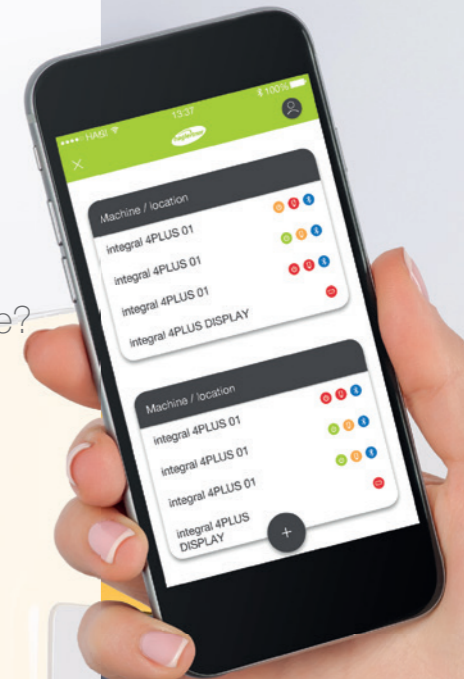 HAGI
13:37
100%
Machine / location
integral 4PLUS 01
integral 4PLUS 01
integral 4PLUS 01
integral 4PLUS DISPLAY
e?
Machine / location
integral 4PLUS 01
integral 4PLUS 01
integral 4PLUS 01
integral 4PLUS
DISPLAY
+